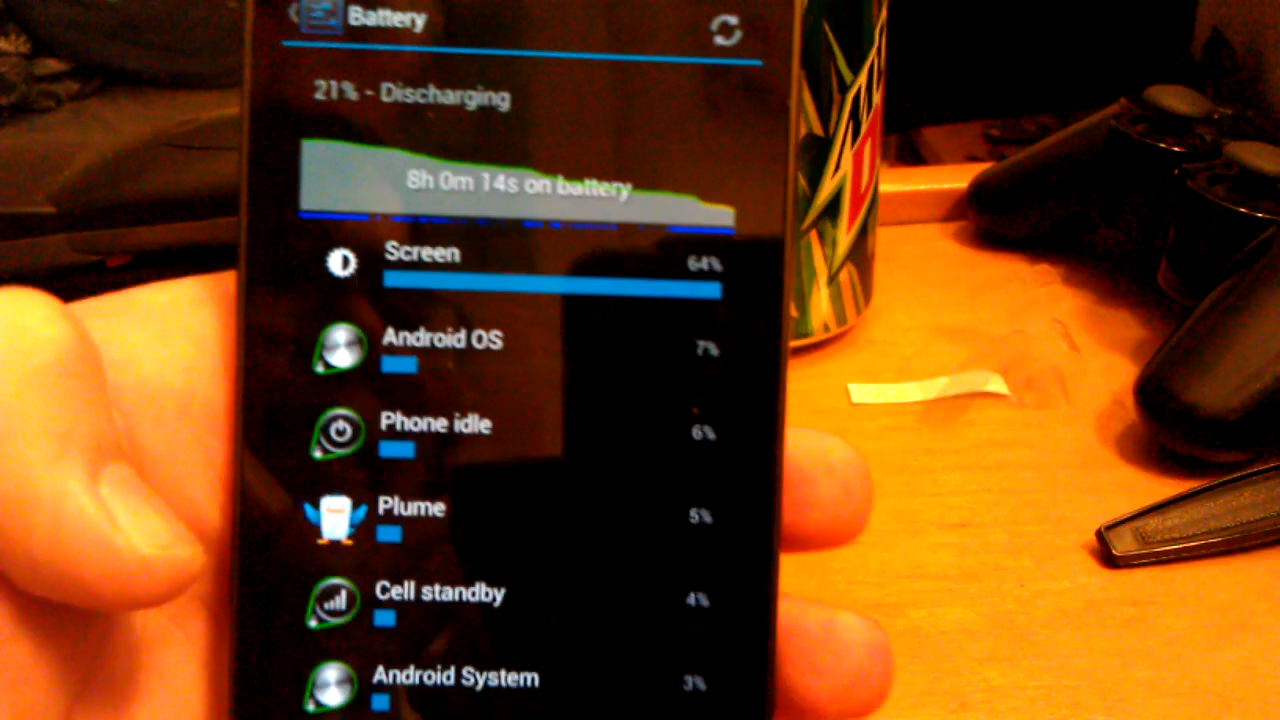 Battery
21% - Discharging
8h 0m 14s on battery
Screen 64%
Android OS 7%
Phone idle 6%
Plume 5%
Cell standby 4%
Android System 3%